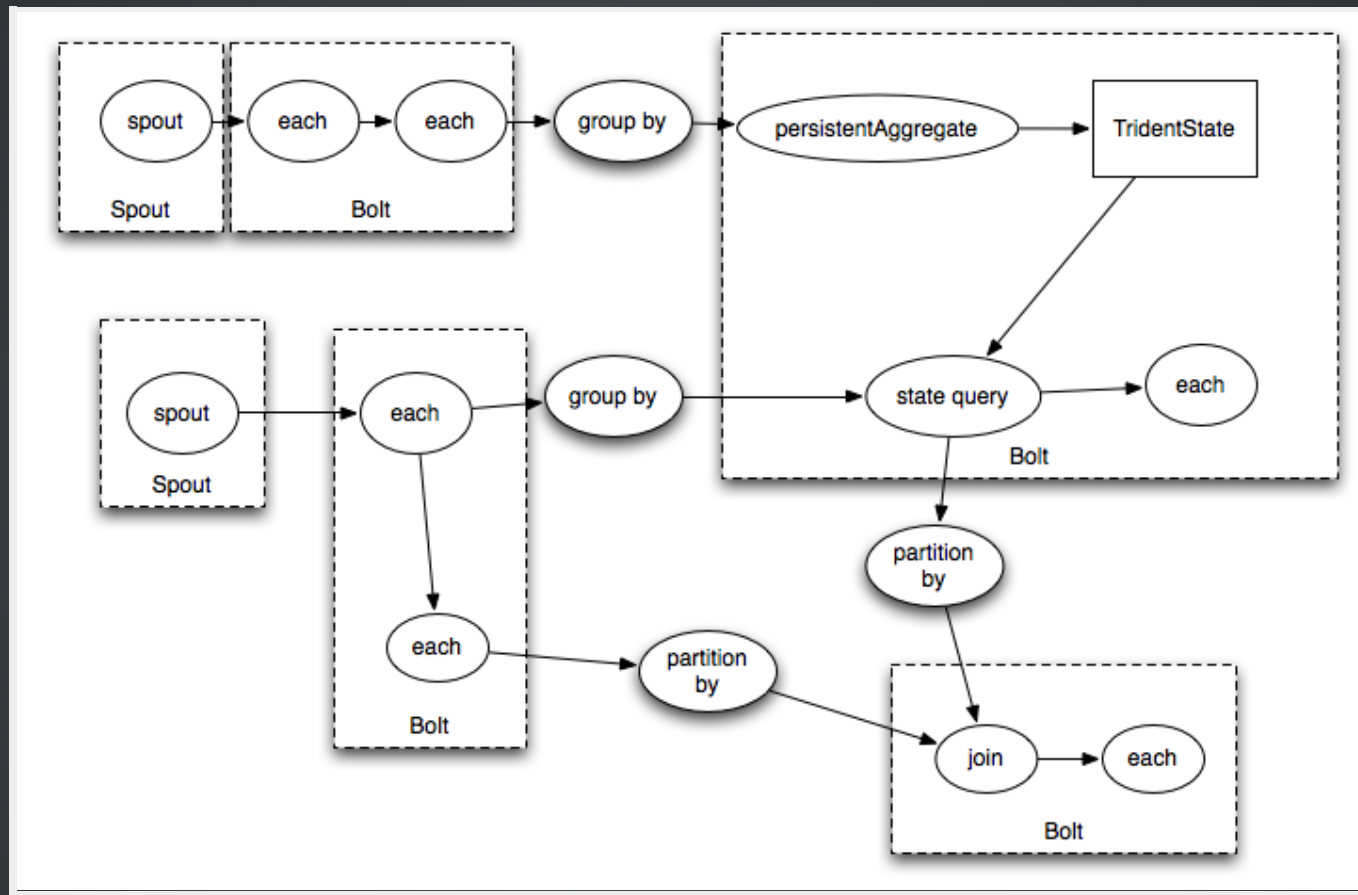 spout
each
each
group by
persistentAggregate
TridentState
Spout
Bolt
spout
each
group by
state query
each
Spout
Bolt
partition
by
each
partition
by
Bolt
join
each
Bolt